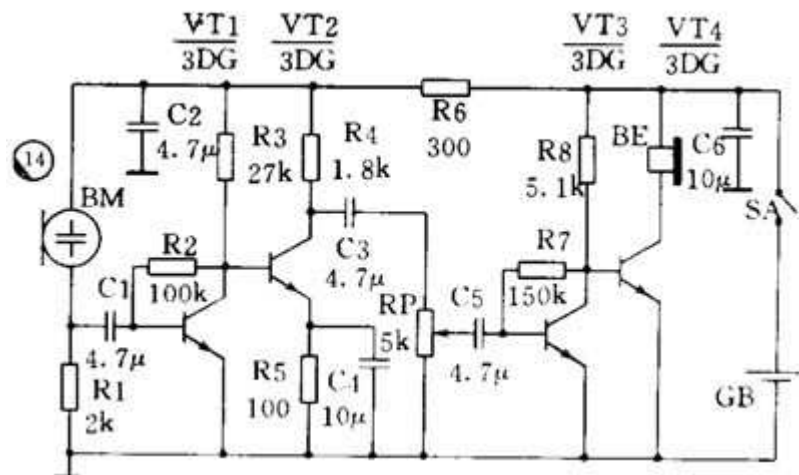 VT1
3DG
VT2
3DG
VT3
3DG
VT4
3DG
C2
4.7μ
R3
27k
R4
1.8k
R6
300
R8
5.1k
BE
C6
10μ
14
BM
SA
R2
100k
C3
4.7μ
R7
150k
C1
4.7μ
RP
5k
C5
4.7μ
R1
2k
R5
100
C4
10μ
GB